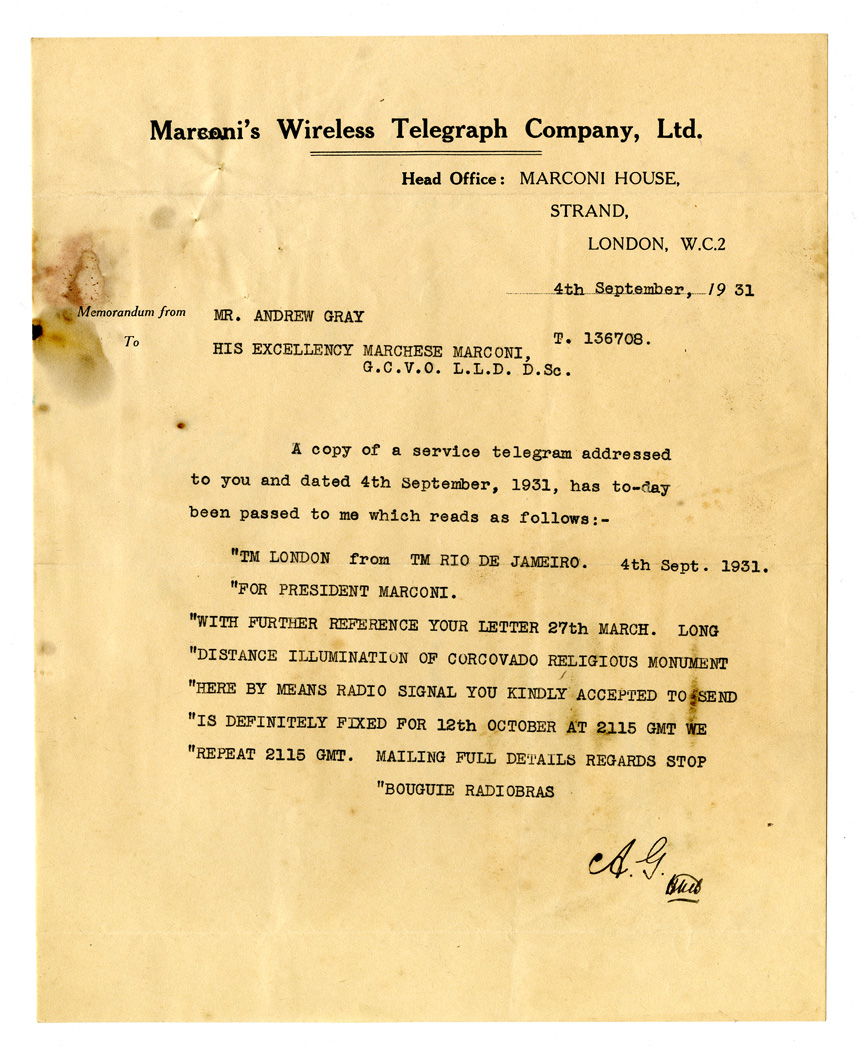 Marconi's Wireless Telegraph Company, Ltd.
Head Office: MARCONI HOUSE,
STRAND,
LONDON, W.C.2
4th September, 19 31
Memorandum from MR. ANDREW GRAY
T. 136708.
To HIS EXCELLENCY MARCHESE MARCONI,
G.C.V.O. L.L.D. D.Sc.
A copy of a service telegram addressed
to you and dated 4th September, 1931, has to-day
been passed to me which reads as follows:-
"TM LONDON from TM RIO DE JAMEIRO. 4th Sept. 1931.
"FOR PRESIDENT MARCONI.
"WITH FURTHER REFERENCE YOUR LETTER 27th MARCH. LONG
"DISTANCE ILLUMINATION OF CORCOVADO RELIGIOUS MONUMENT
"HERE BY MEANS RADIO SIGNAL YOU KINDLY ACCEPTED TO SEND
"IS DEFINITELY FIXED FOR 12th OCTOBER AT 2115 GMT WE
"REPEAT 2115 GMT. MAILING FULL DETAILS REGARDS STOP
"BOUGUIE RADIOBRAS
A.G.